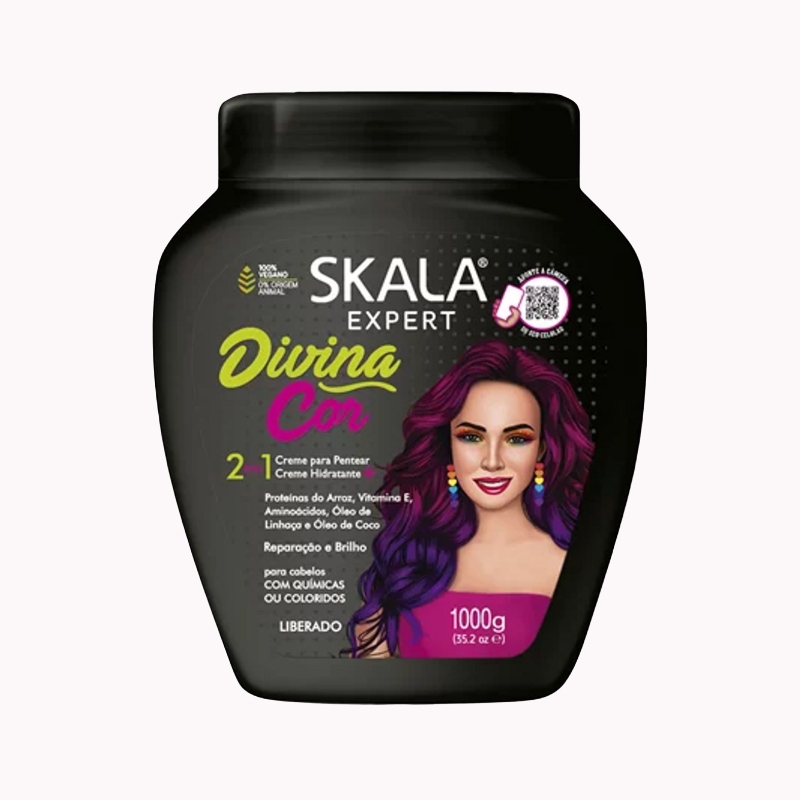 100%
VEGANO
0% ORIGEM
ANIMAL
SKALA®
EXPERT
APONTE A CÂMERA
DO SEU CELULAR
Divina
Cor
2 em 1
Creme para Pentear
Creme Hidratante
Proteínas do Arroz, Vitamina E,
Aminoácidos, Óleo de
Linhaça e Óleo de Coco
Reparação e Brilho
para cabelos
COM QUÍMICAS
OU COLORIDOS
LIBERADO
1000g
(35.2 oz ℮)